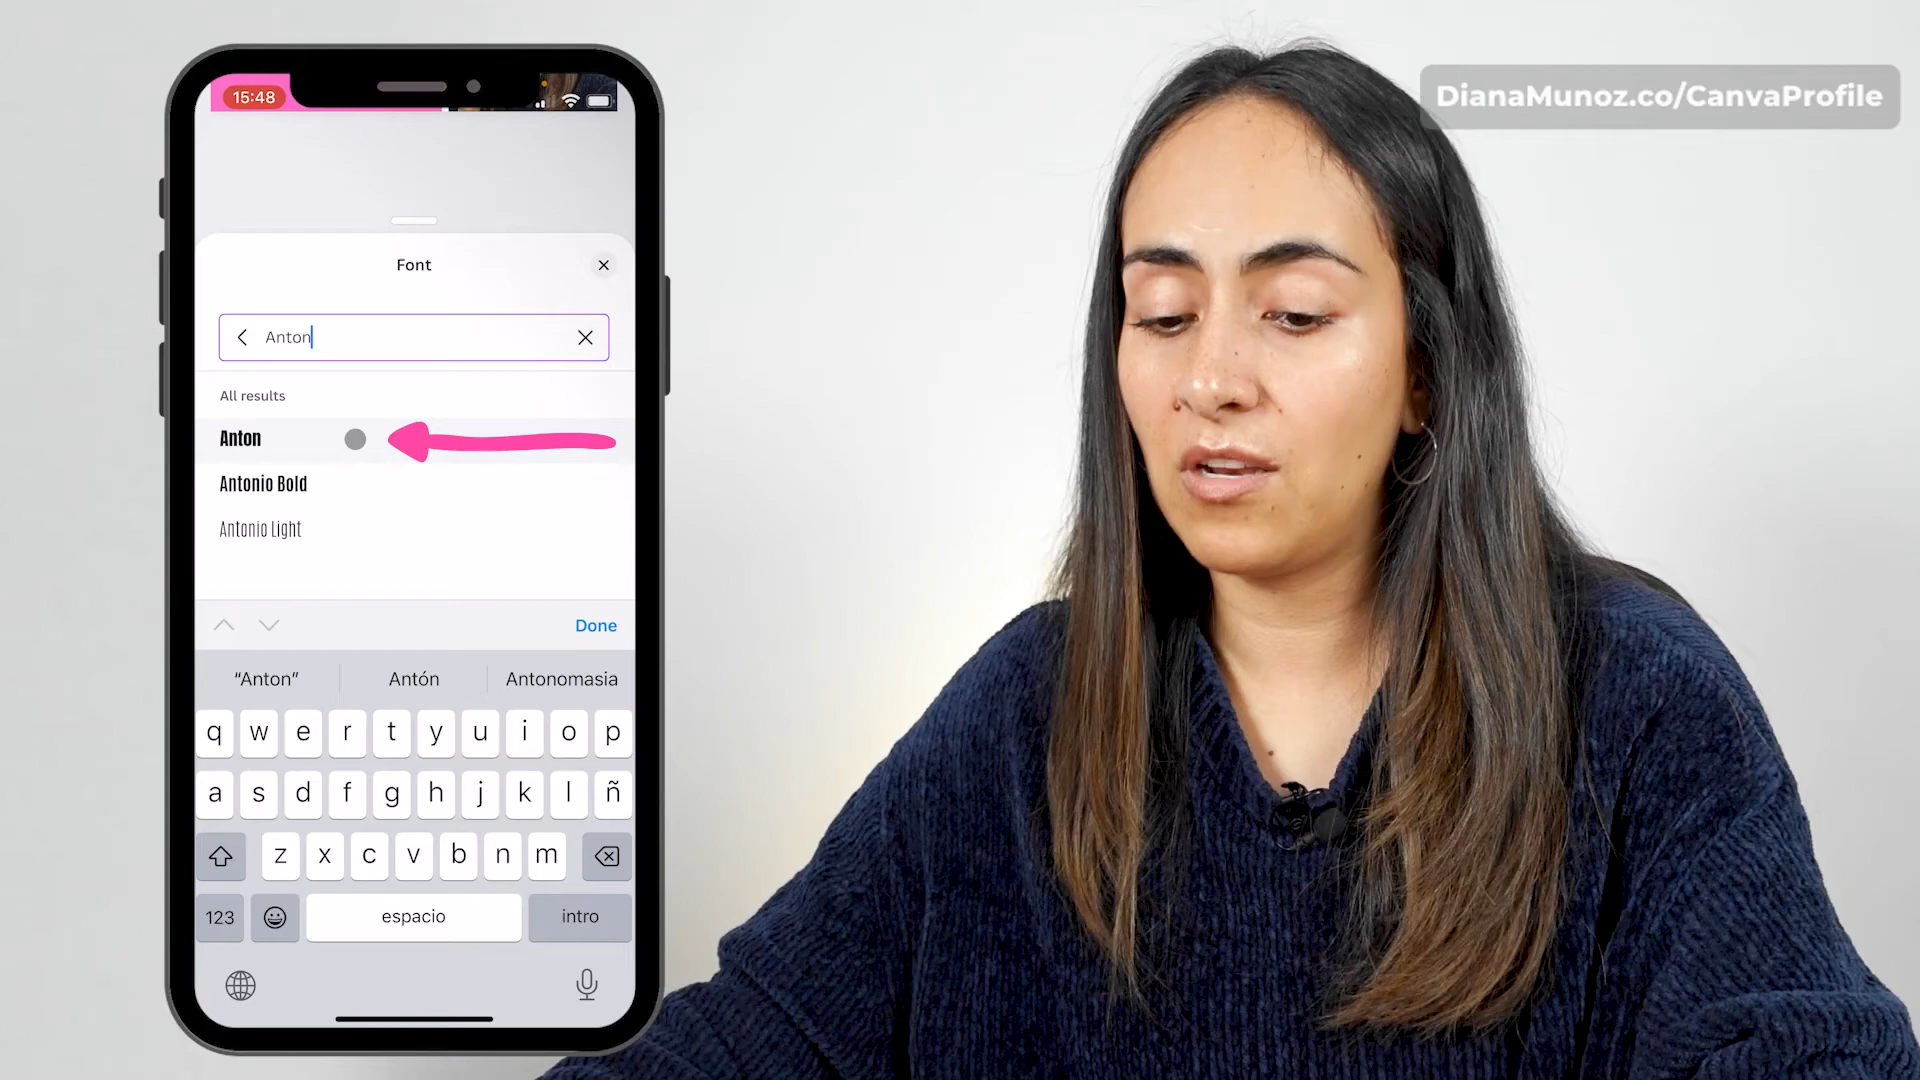 DianaMunoz.co/CanvaProfile
15:48
Font
Anton
All results
Anton
Antonio Bold
Antonio Light
Done
“Anton”
Antón
Antonomasia
q w e r t y u i o p
a s d f g h j k l ñ
z x c v b n m
123
espacio
intro